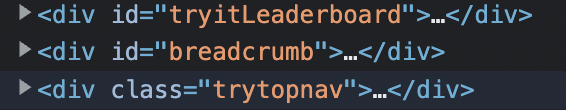 <div id="tryitLeaderboard">…</div>
<div id="breadcrumb">…</div>
<div class="trytopnav">…</div>